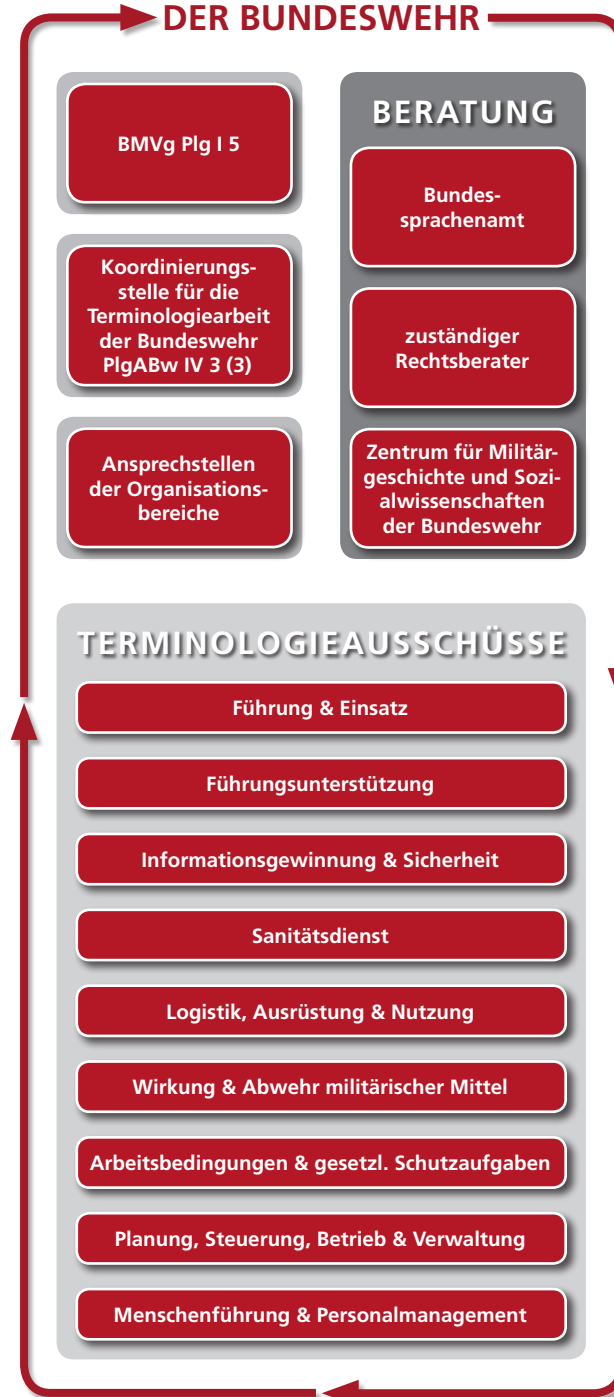 DER BUNDESWEHR
BMVg Plg I 5
Koordinierungs-
stelle für die
Terminologiearbeit
der Bundeswehr
PlgABw IV 3 (3)
Ansprechstellen
der Organisations-
bereiche
BERATUNG
Bundes-
sprachenamt
zuständiger
Rechtsberater
Zentrum für Militär-
geschichte und Sozi-
alwissenschaften
der Bundeswehr
TERMINOLOGIEAUSSCHÜSSE
Führung & Einsatz
Führungsunterstützung
Informationsgewinnung & Sicherheit
Sanitätsdienst
Logistik, Ausrüstung & Nutzung
Wirkung & Abwehr militärischer Mittel
Arbeitsbedingungen & gesetzl. Schutzaufgaben
Planung, Steuerung, Betrieb & Verwaltung
Menschenführung & Personalmanagement